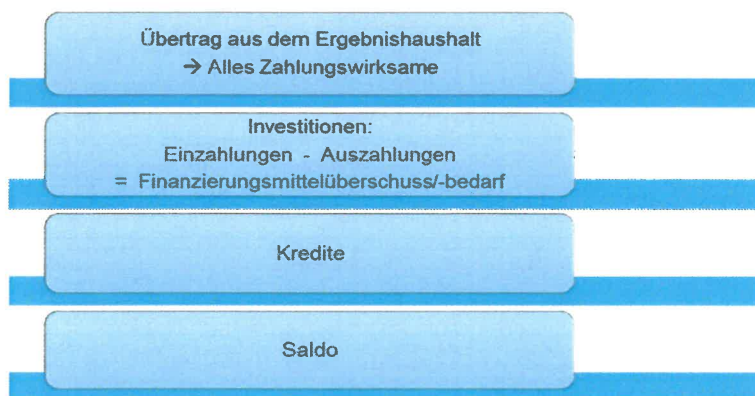 Übertrag aus dem Ergebnishaushalt
→ Alles Zahlungswirksame
Investitionen:
Einzahlungen - Auszahlungen
= Finanzierungsmittelüberschuss/-bedarf
Kredite
Saldo